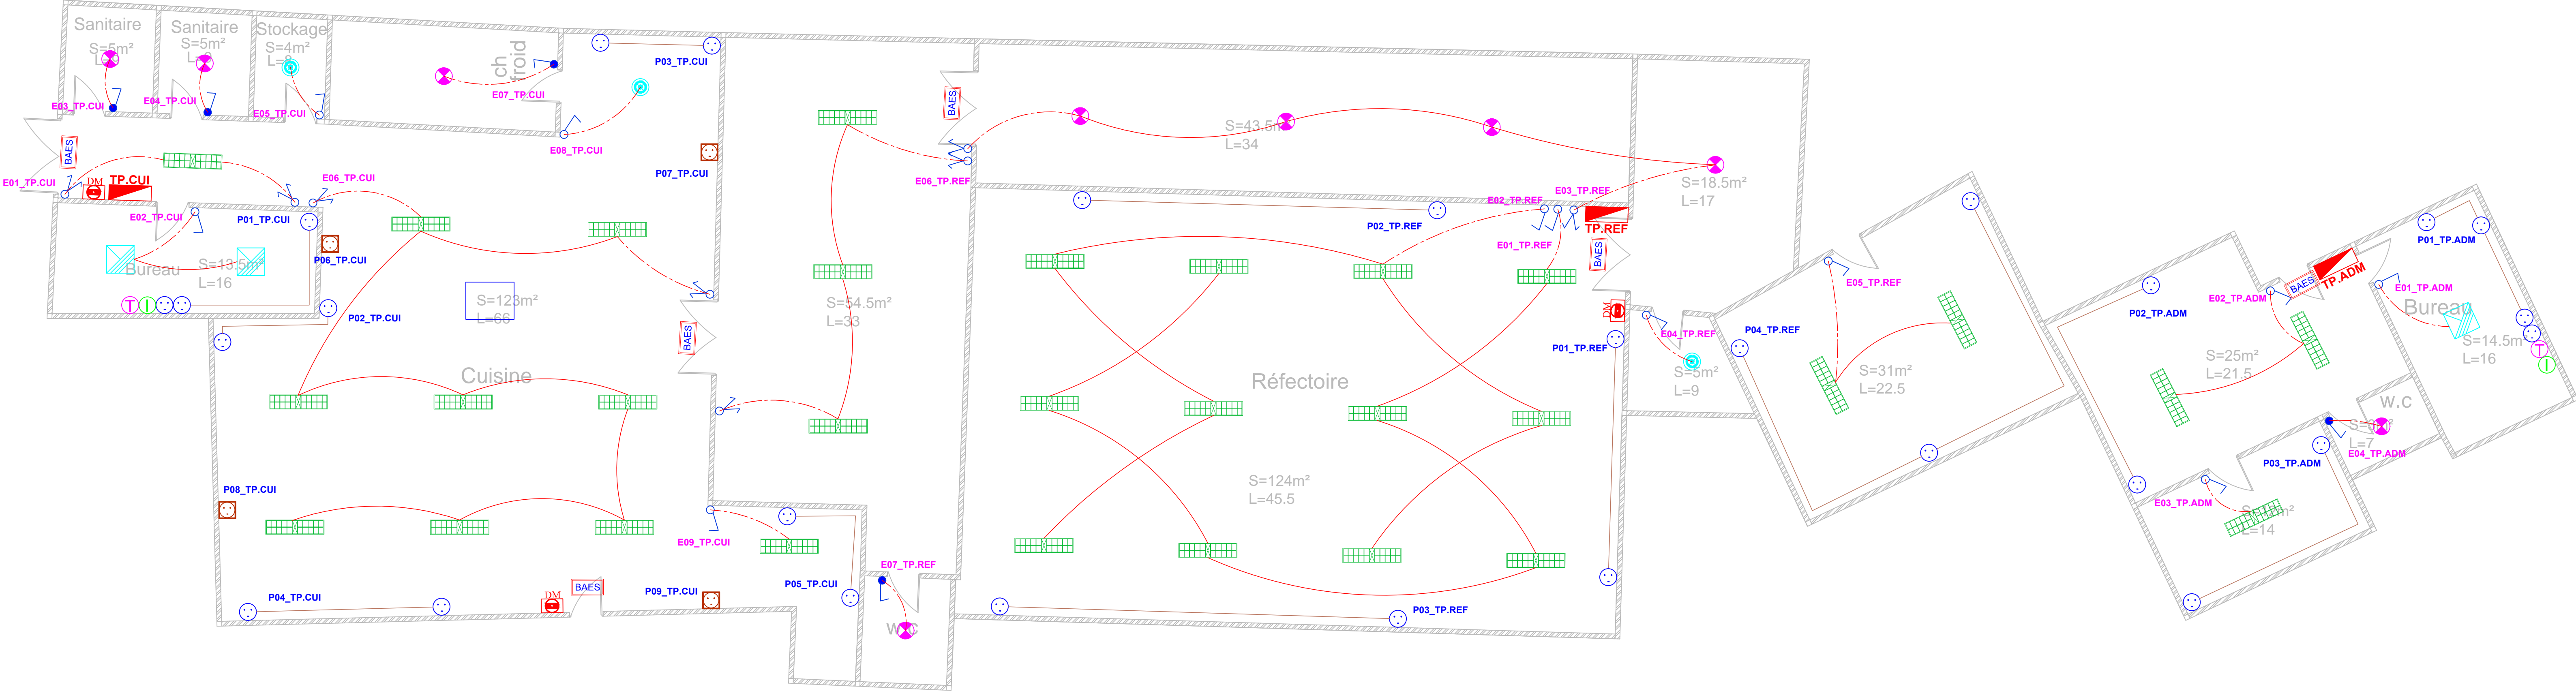 Sanitaire
S=5m²
Sanitaire
S=5m²
Stockage
S=4m²
ch
froid
P03_TP.CUI
E03_TP.CUI
E04_TP.CUI
E05_TP.CUI
E07_TP.CUI
E08_TP.CUI
P07_TP.CUI
BAES
E01_TP.CUI
DM
TP.CUI
E02_TP.CUI
P01_TP.CUI
E06_TP.CUI
P06_TP.CUI
Bureau
S=13.5m²
L=16
T
I
P02_TP.CUI
S=123m²
L=66
Cuisine
BAES
P08_TP.CUI
P04_TP.CUI
DM
BAES
P09_TP.CUI
E09_TP.CUI
P05_TP.CUI
S=54.5m²
L=33
E07_TP.REF
w.c
BAES
E06_TP.REF
S=43.5m²
L=34
S=18.5m²
L=17
E03_TP.REF
E02_TP.REF
P02_TP.REF
E01_TP.REF
TP.REF
BAES
DM
P01_TP.REF
Réfectoire
S=124m²
L=45.5
P03_TP.REF
E04_TP.REF
S=5m²
L=9
P04_TP.REF
E05_TP.REF
S=31m²
L=22.5
P02_TP.ADM
E02_TP.ADM
BAES
TP.ADM
S=25m²
L=21.5
P01_TP.ADM
E01_TP.ADM
Bureau
S=14.5m²
L=16
T
I
w.c
L=7
E04_TP.ADM
P03_TP.ADM
E03_TP.ADM
L=14